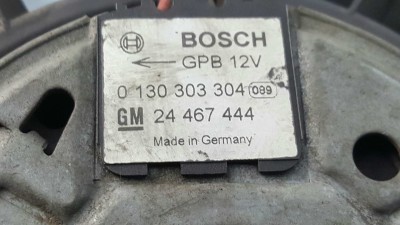 BOSCH
GPB 12V
0 130 303 304 099
GM 24 467 444
Made in Germany